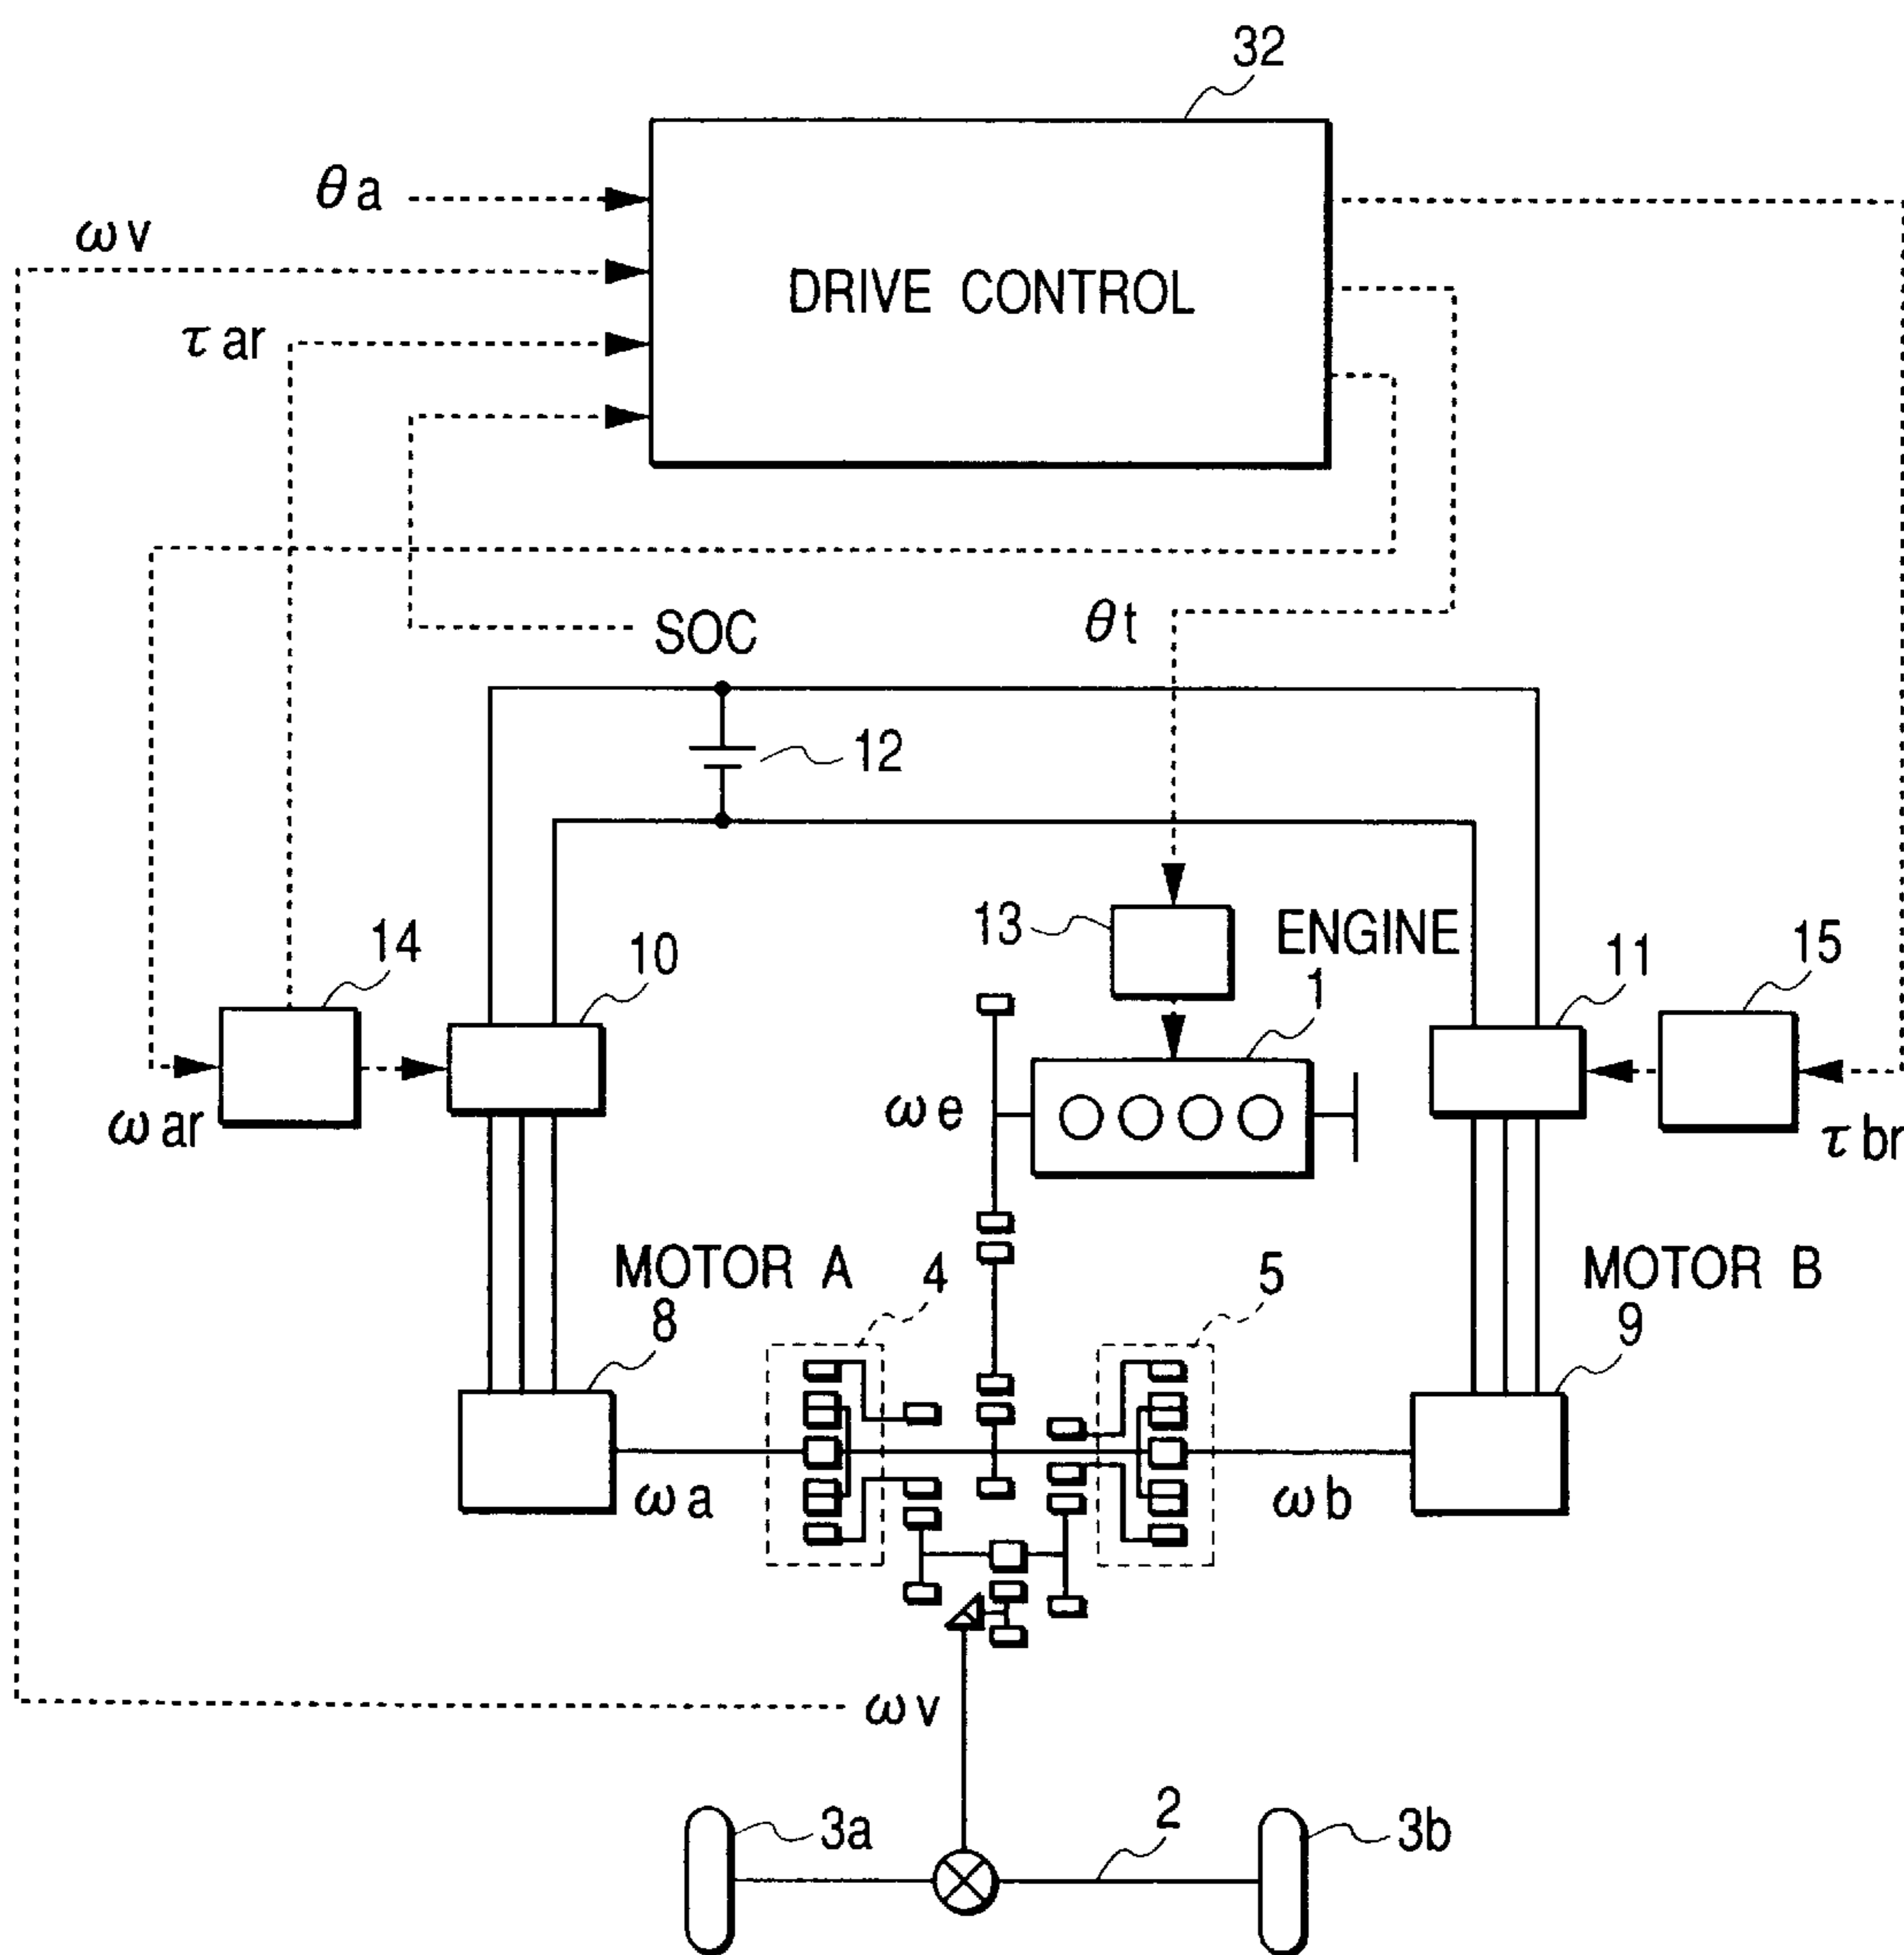 32
θa
ωv
DRIVE CONTROL
τar
SOC
θt
12
13
ENGINE
1
14
10
11
15
ωar
ωe
τbr
MOTOR A
8
4
5
MOTOR B
9
ωa
ωb
ωv
3a
2
3b